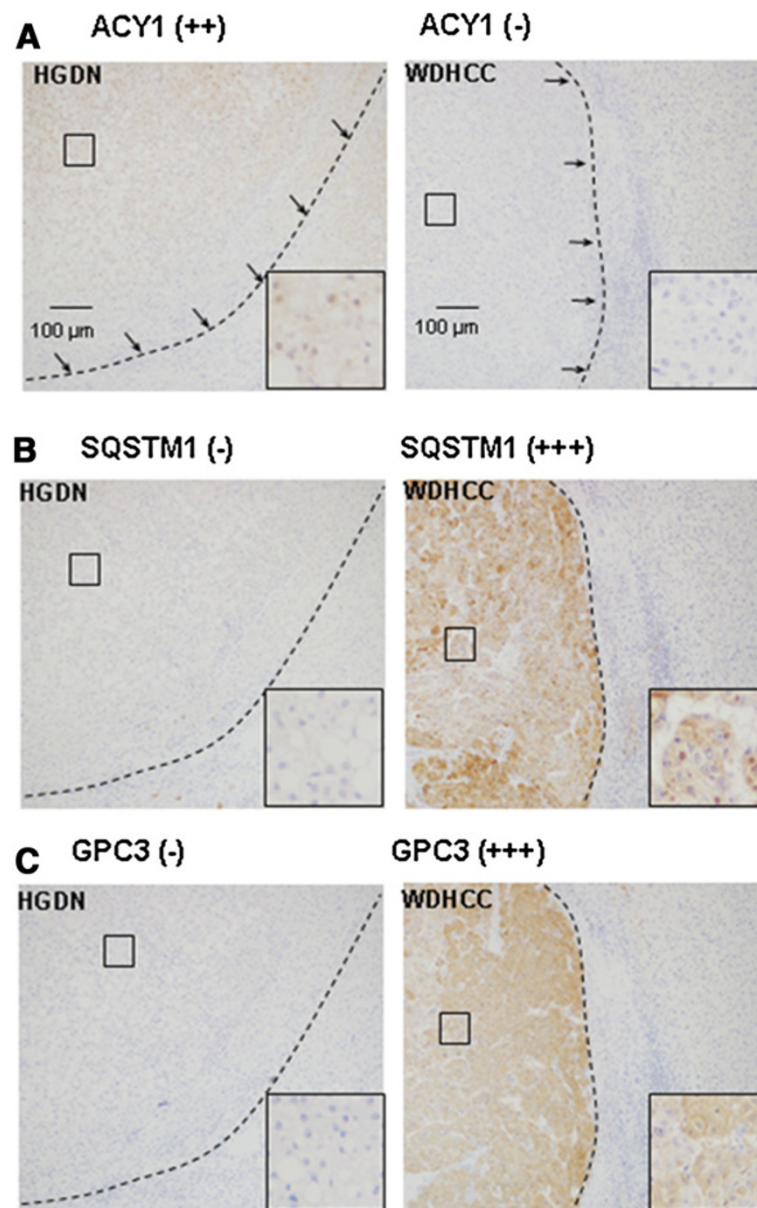 A ACY1 (++) ACY1 (-)
HGDN WDHCC
100 µm 100 µm
B SQSTM1 (-) SQSTM1 (+++)
HGDN WDHCC
C GPC3 (-) GPC3 (+++)
HGDN WDHCC